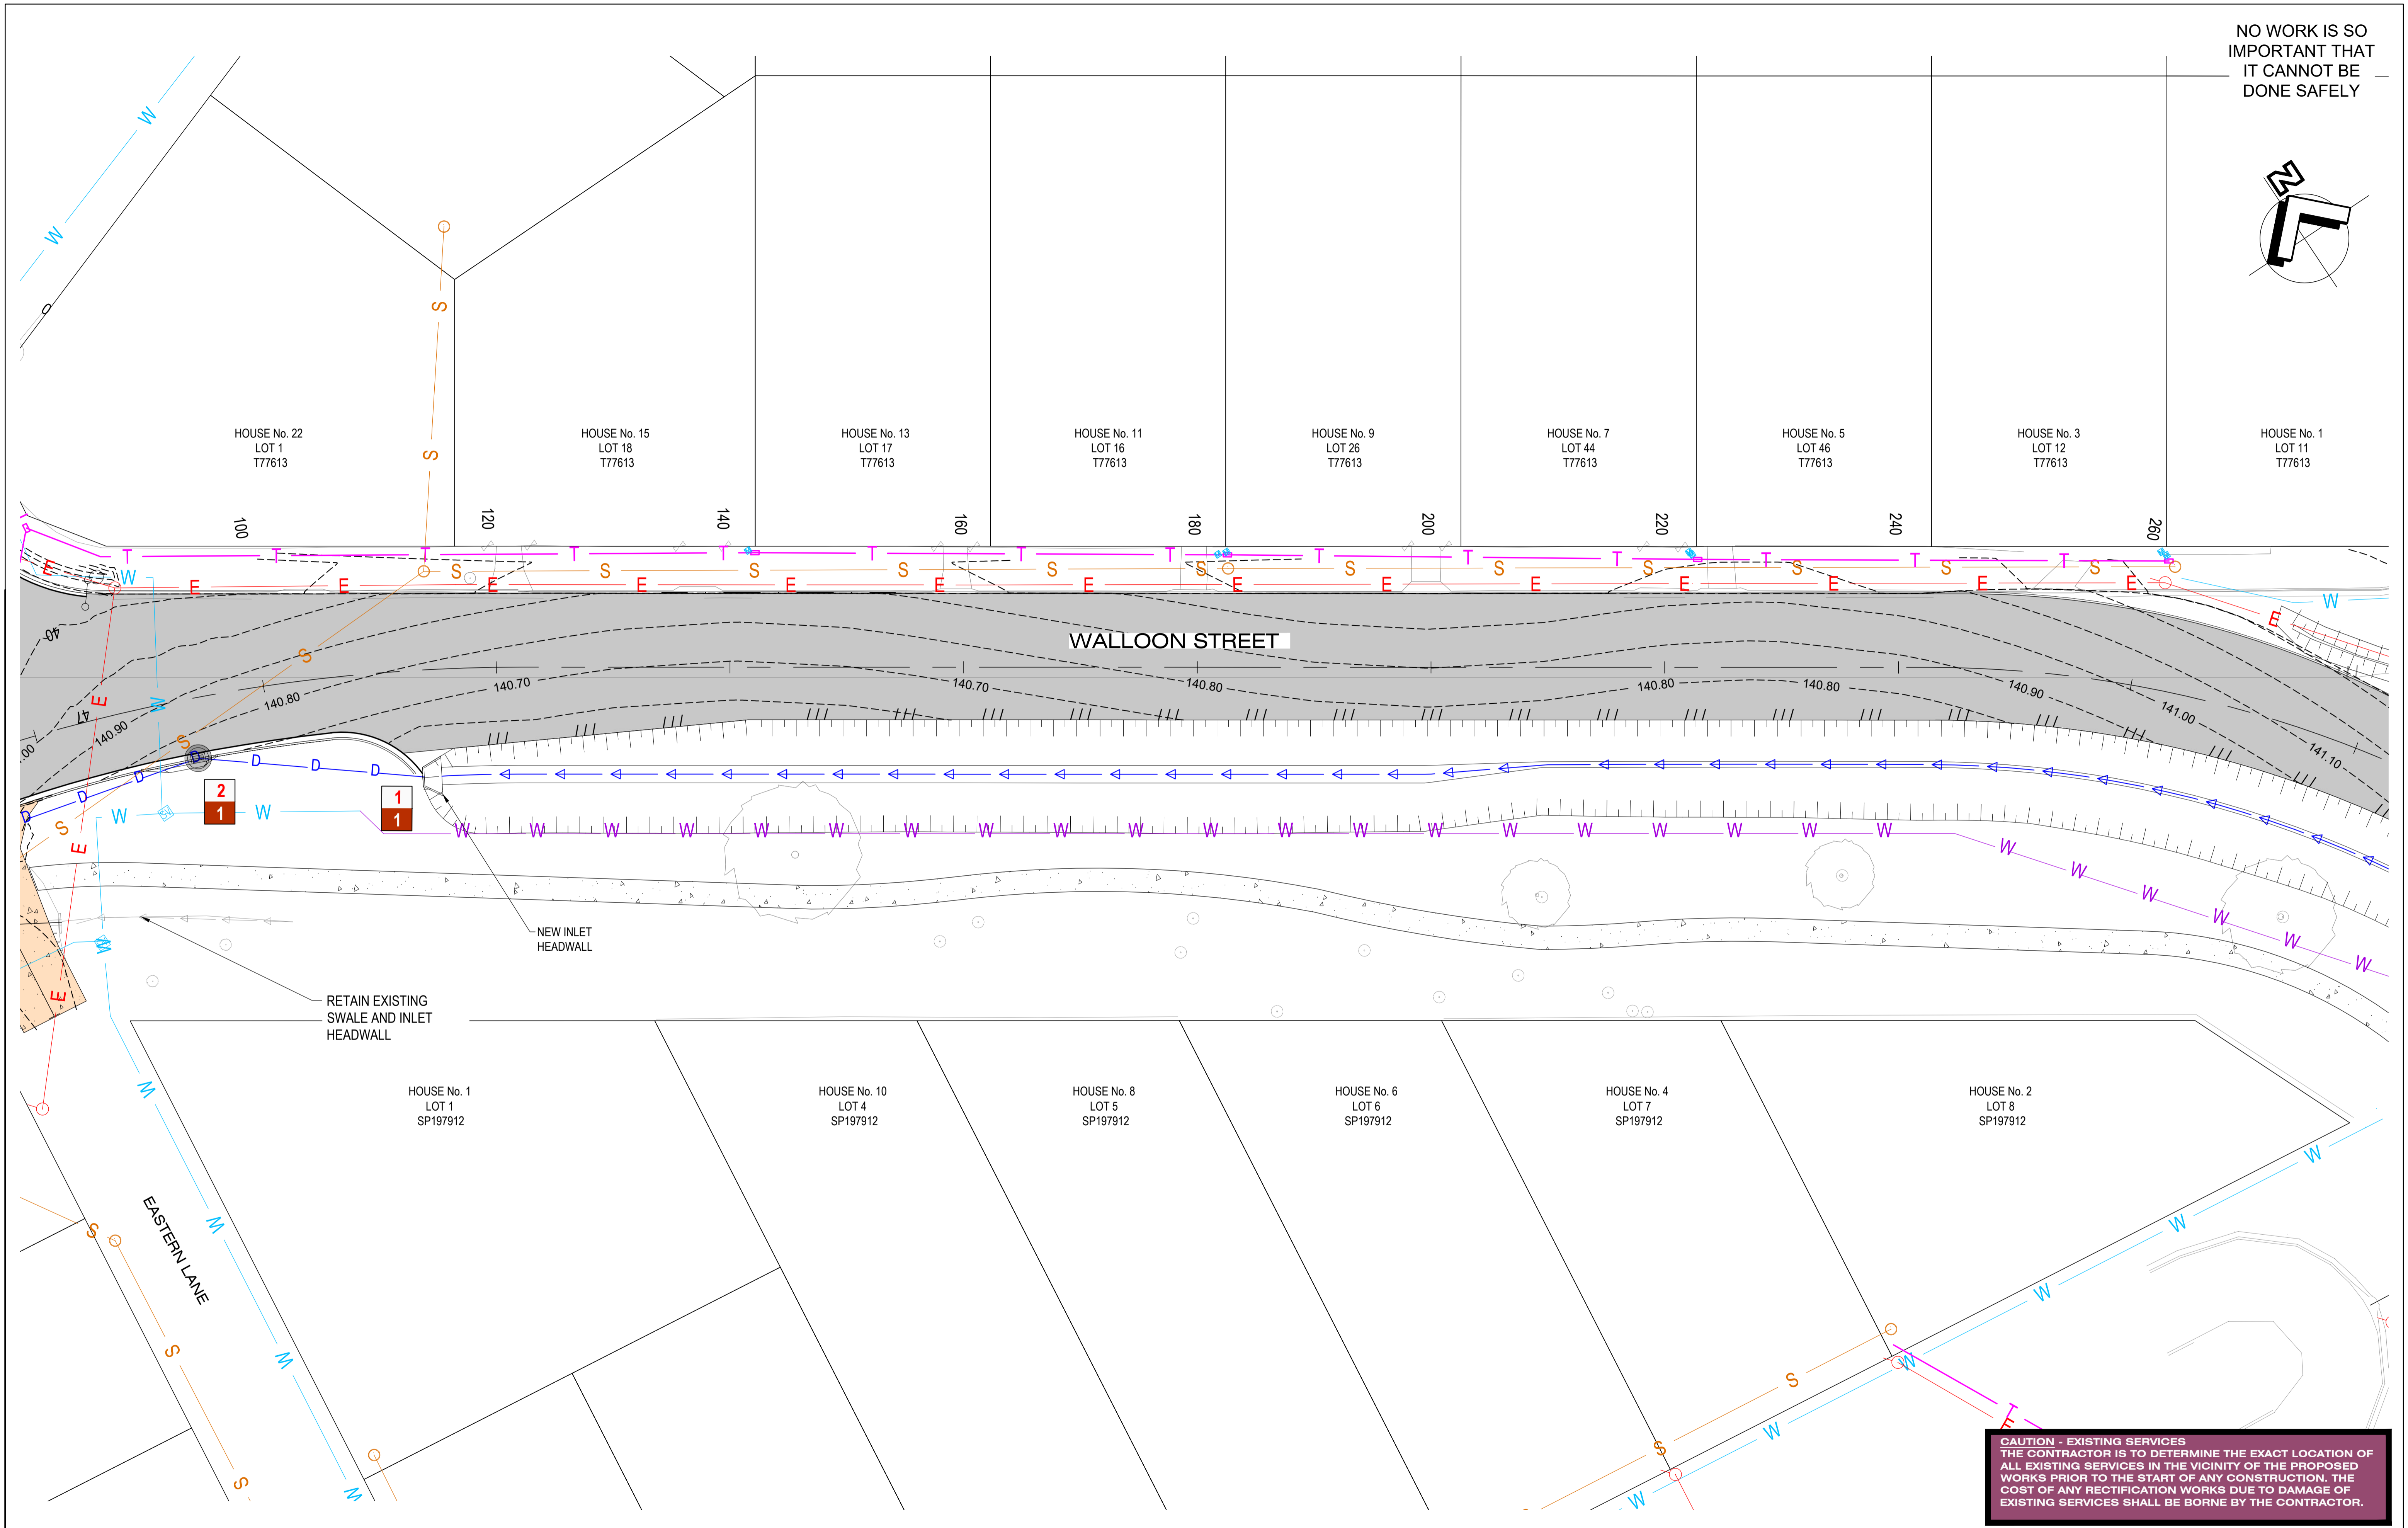 NO WORK IS SO
IMPORTANT THAT
IT CANNOT BE
DONE SAFELY
N
HOUSE No. 22
LOT 1
T77613
HOUSE No. 15
LOT 18
T77613
HOUSE No. 13
LOT 17
T77613
HOUSE No. 11
LOT 16
T77613
HOUSE No. 9
LOT 26
T77613
HOUSE No. 7
LOT 44
T77613
HOUSE No. 5
LOT 46
T77613
HOUSE No. 3
LOT 12
T77613
HOUSE No. 1
LOT 11
T77613
100
120
140
160
180
200
220
240
260
WALLOON STREET
140.90
140.80
140.70
140.70
140.80
140.80
140.80
140.90
141.00
141.10
2
1
1
1
NEW INLET
HEADWALL
RETAIN EXISTING
SWALE AND INLET
HEADWALL
HOUSE No. 1
LOT 1
SP197912
HOUSE No. 10
LOT 4
SP197912
HOUSE No. 8
LOT 5
SP197912
HOUSE No. 6
LOT 6
SP197912
HOUSE No. 4
LOT 7
SP197912
HOUSE No. 2
LOT 8
SP197912
EASTERN LANE
CAUTION - EXISTING SERVICES
THE CONTRACTOR IS TO DETERMINE THE EXACT LOCATION OF
ALL EXISTING SERVICES IN THE VICINITY OF THE PROPOSED
WORKS PRIOR TO THE START OF ANY CONSTRUCTION. THE
COST OF ANY RECTIFICATION WORKS DUE TO DAMAGE OF
EXISTING SERVICES SHALL BE BORNE BY THE CONTRACTOR.